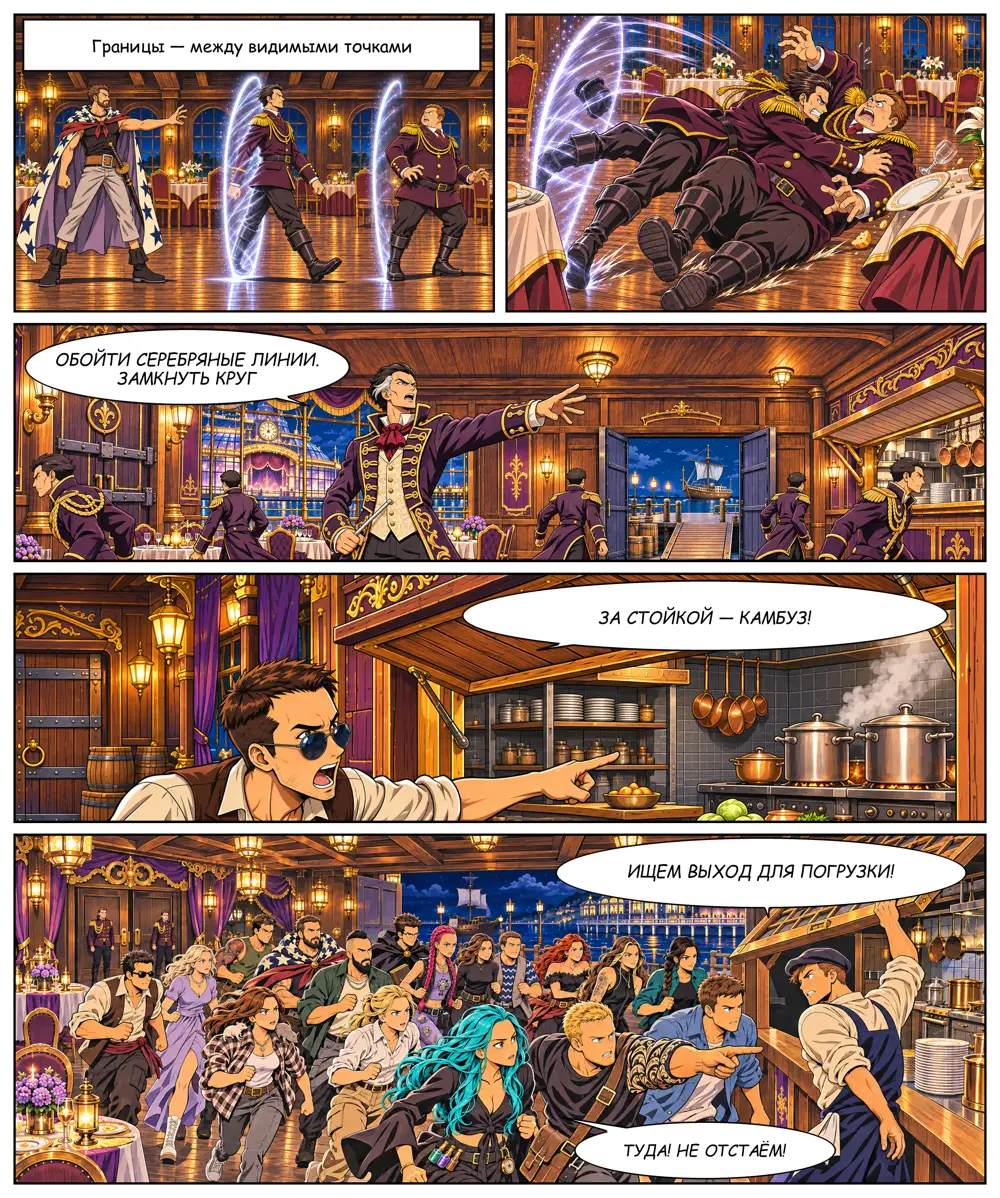 Границы — между видимыми точками
ОБОЙТИ СЕРЕБРЯНЫЕ ЛИНИИ.
ЗАМКНУТЬ КРУГ
ЗА СТОЙКОЙ — КАМБУЗ!
ИЩЕМ ВЫХОД ДЛЯ ПОГРУЗКИ!
ТУДА! НЕ ОТСТАЁМ!